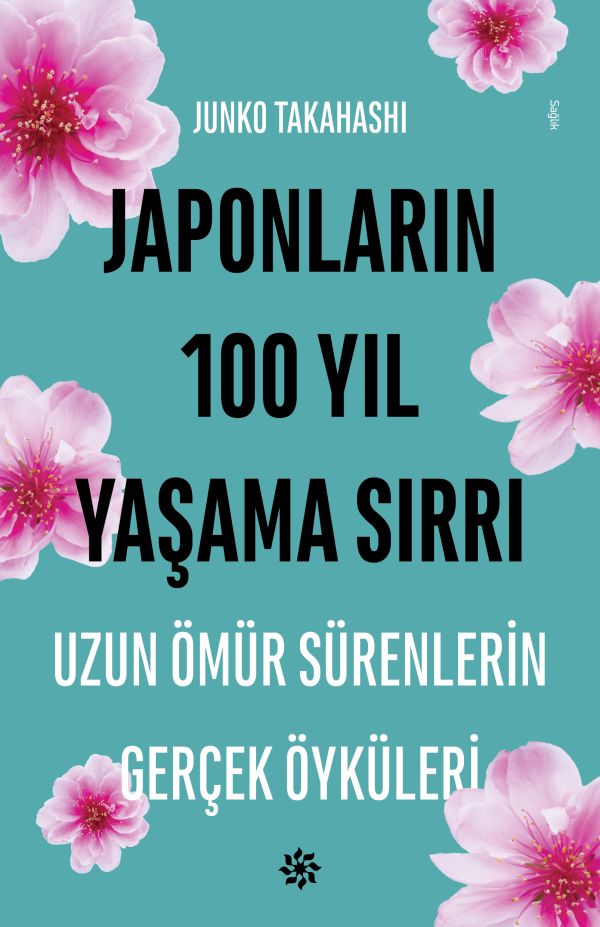 JUNKO TAKAHASHI
Sağlık
JAPONLARIN
100 YIL
YAŞAMA SIRRI
UZUN ÖMÜR SÜRENLERİN
GERÇEK ÖYKÜLERİ